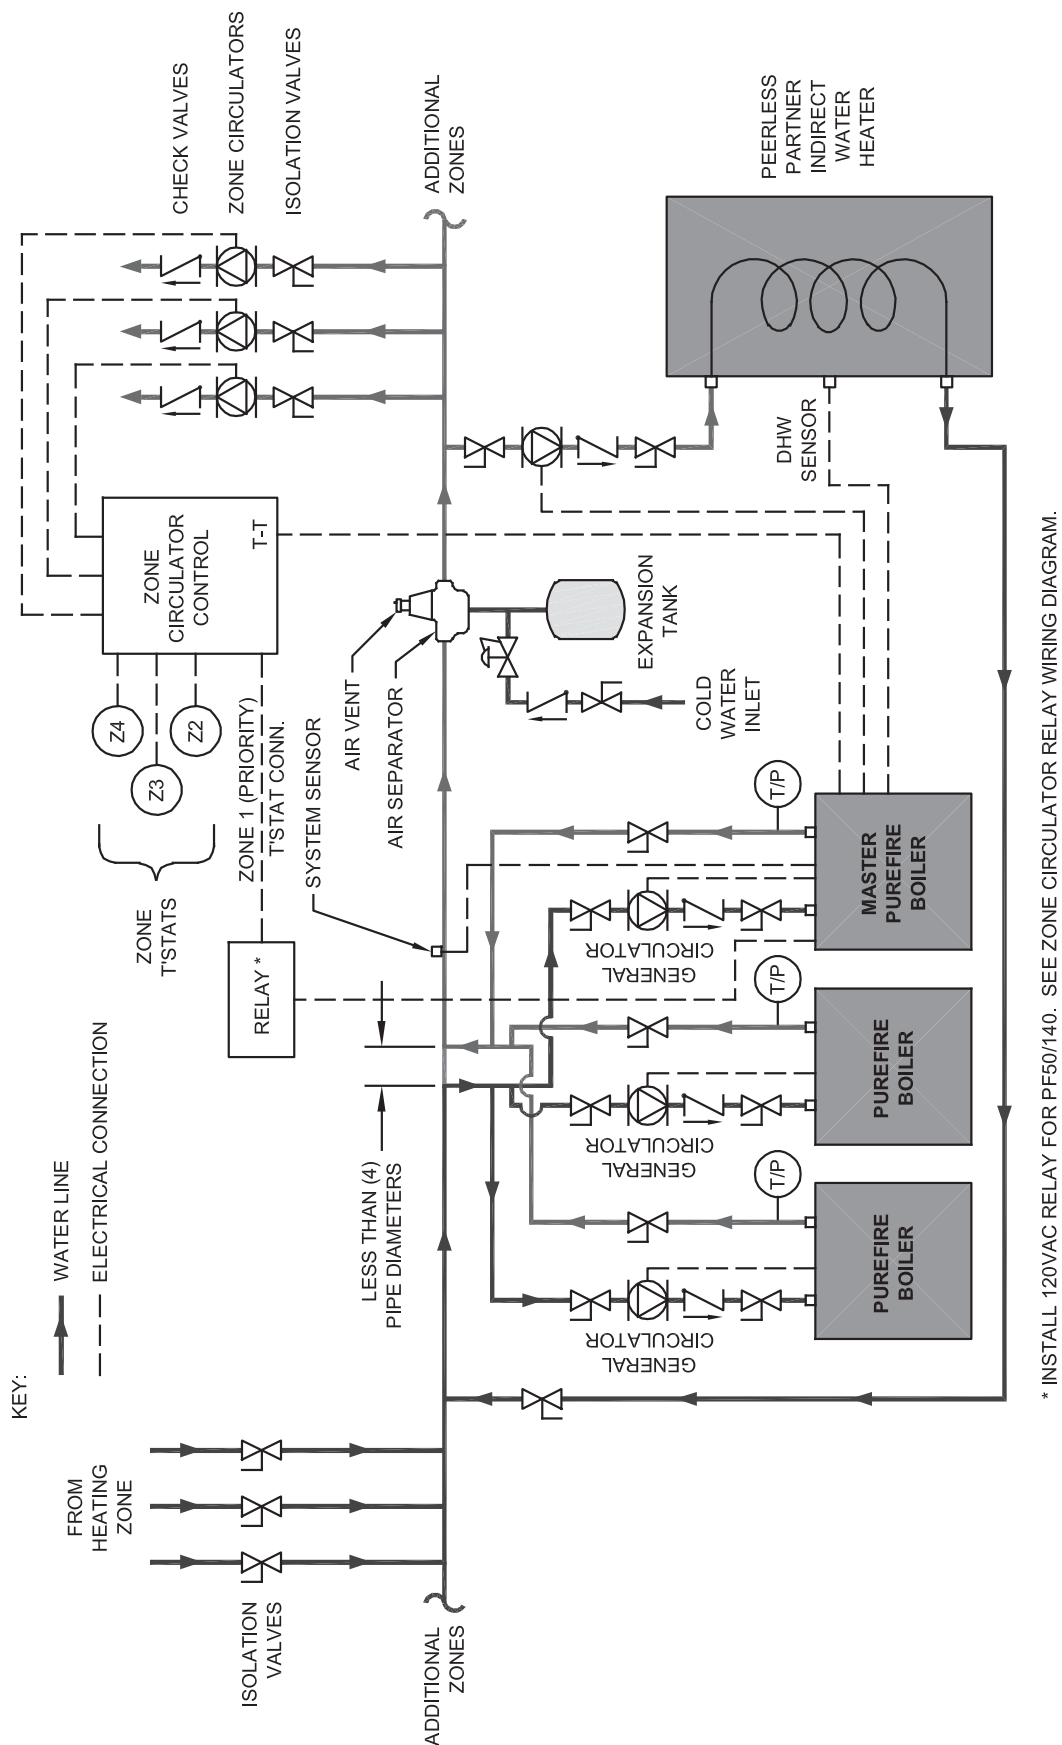 KEY:
WATER LINE
ELECTRICAL CONNECTION
FROM
HEATING
ZONE
ISOLATION
VALVES
ADDITIONAL
ZONES
LESS THAN (4)
PIPE DIAMETERS
RELAY *
ZONE
T'STATS
Z4
Z3
Z2
ZONE 1 (PRIORITY)
T'STAT CONN.
SYSTEM SENSOR
AIR VENT
AIR SEPARATOR
ZONE
CIRCULATOR
CONTROL
T-T
CHECK VALVES
ZONE CIRCULATORS
ISOLATION VALVES
ADDITIONAL
ZONES
EXPANSION
TANK
COLD
WATER
INLET
DHW
SENSOR
PEERLESS
PARTNER
INDIRECT
WATER
HEATER
GENERAL
CIRCULATOR
T/P
PUREFIRE
BOILER
GENERAL
CIRCULATOR
T/P
PUREFIRE
BOILER
GENERAL
CIRCULATOR
T/P
MASTER
PUREFIRE
BOILER
* INSTALL 120VAC RELAY FOR PF50/140. SEE ZONE CIRCULATOR RELAY WIRING DIAGRAM.